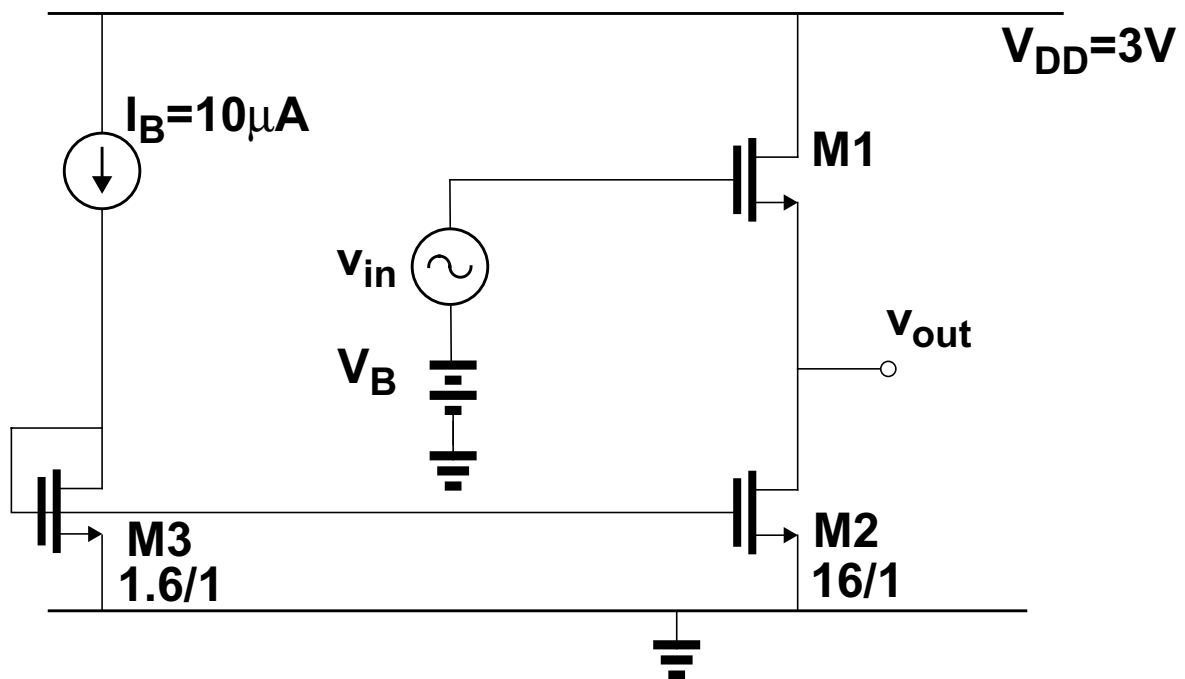 V_DD=3V
I_B=10μA
M1
v_in
v_out
V_B
M3
1.6/1
M2
16/1